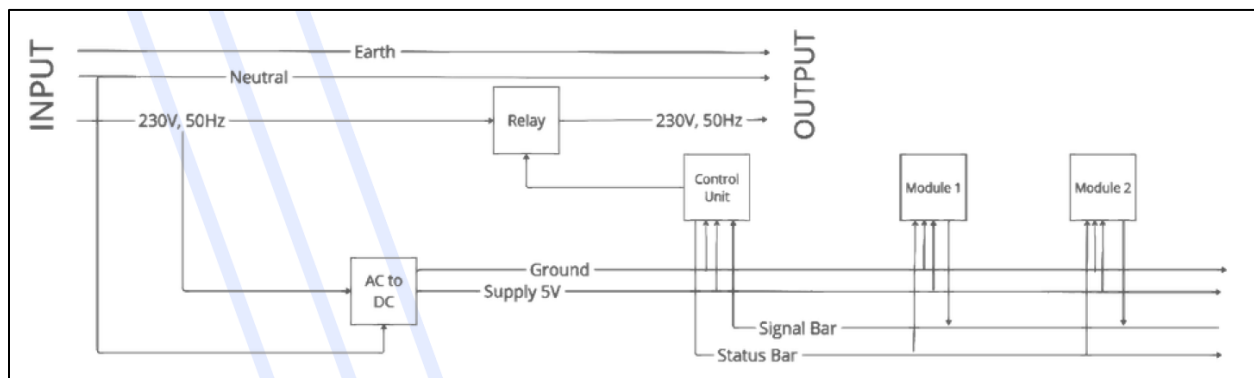 INPUT
Earth
Neutral
230V, 50Hz
Relay
230V, 50Hz
OUTPUT
Control
Unit
Module 1
Module 2
AC to
DC
Ground
Supply 5V
Signal Bar
Status Bar